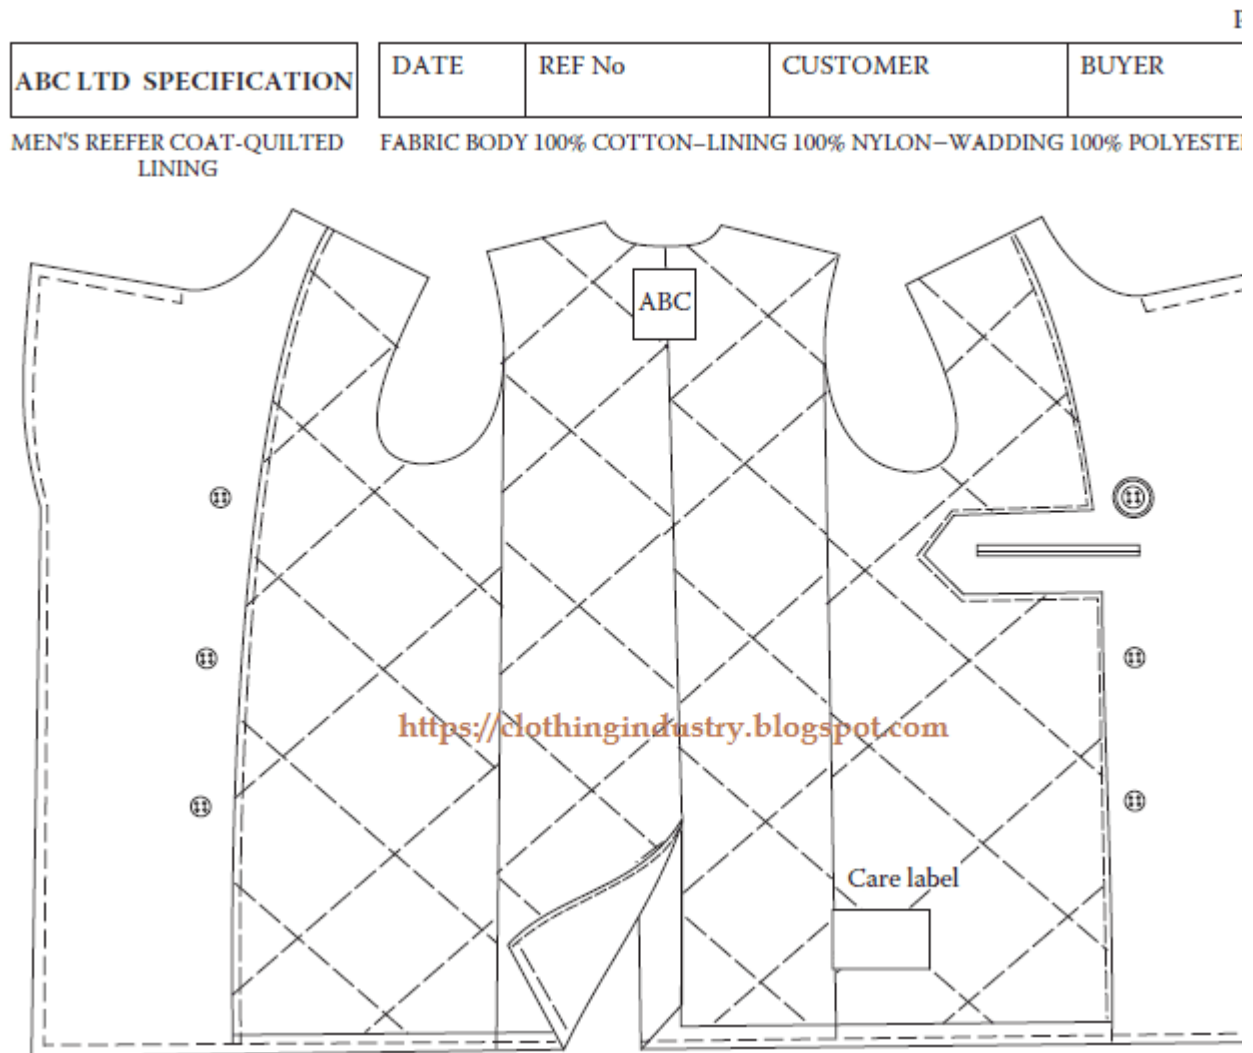 P
ABC LTD SPECIFICATION
DATE
REF No
CUSTOMER
BUYER
MEN'S REEFER COAT-QUILTED
LINING
FABRIC BODY 100% COTTON–LINING 100% NYLON–WADDING 100% POLYESTER
ABC
https://clothingindustry.blogspot.com
Care label